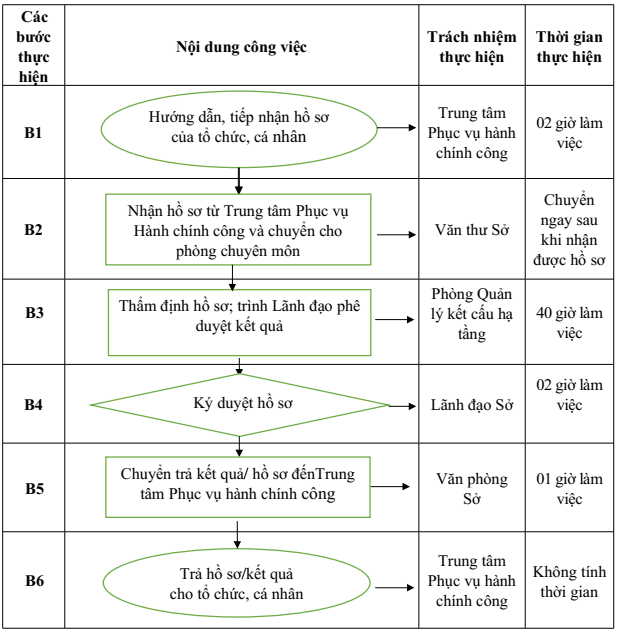 Các
bước
thực
hiện
Nội dung công việc
Trách nhiệm
thực hiện
Thời gian
thực hiện
B1
Hướng dẫn, tiếp nhận hồ sơ
của tổ chức, cá nhân
Trung tâm
Phục vụ hành
chính công
02 giờ làm
việc
B2
Nhận hồ sơ từ Trung tâm Phục vụ
Hành chính công và chuyển cho
phòng chuyên môn
Văn thư Sở
Chuyển
ngay sau
khi nhận
được hồ sơ
B3
Thẩm định hồ sơ; trình Lãnh đạo phê
duyệt kết quả
Phòng Quản
lý kết cấu hạ
tầng
40 giờ làm
việc
B4
Ký duyệt hồ sơ
Lãnh đạo Sở
02 giờ làm
việc
B5
Chuyển trả kết quả/ hồ sơ đếnTrung
tâm Phục vụ hành chính công
Văn phòng
Sở
01 giờ làm
việc
B6
Trả hồ sơ/kết quả
cho tổ chức, cá nhân
Trung tâm
Phục vụ hành
chính công
Không tính
thời gian